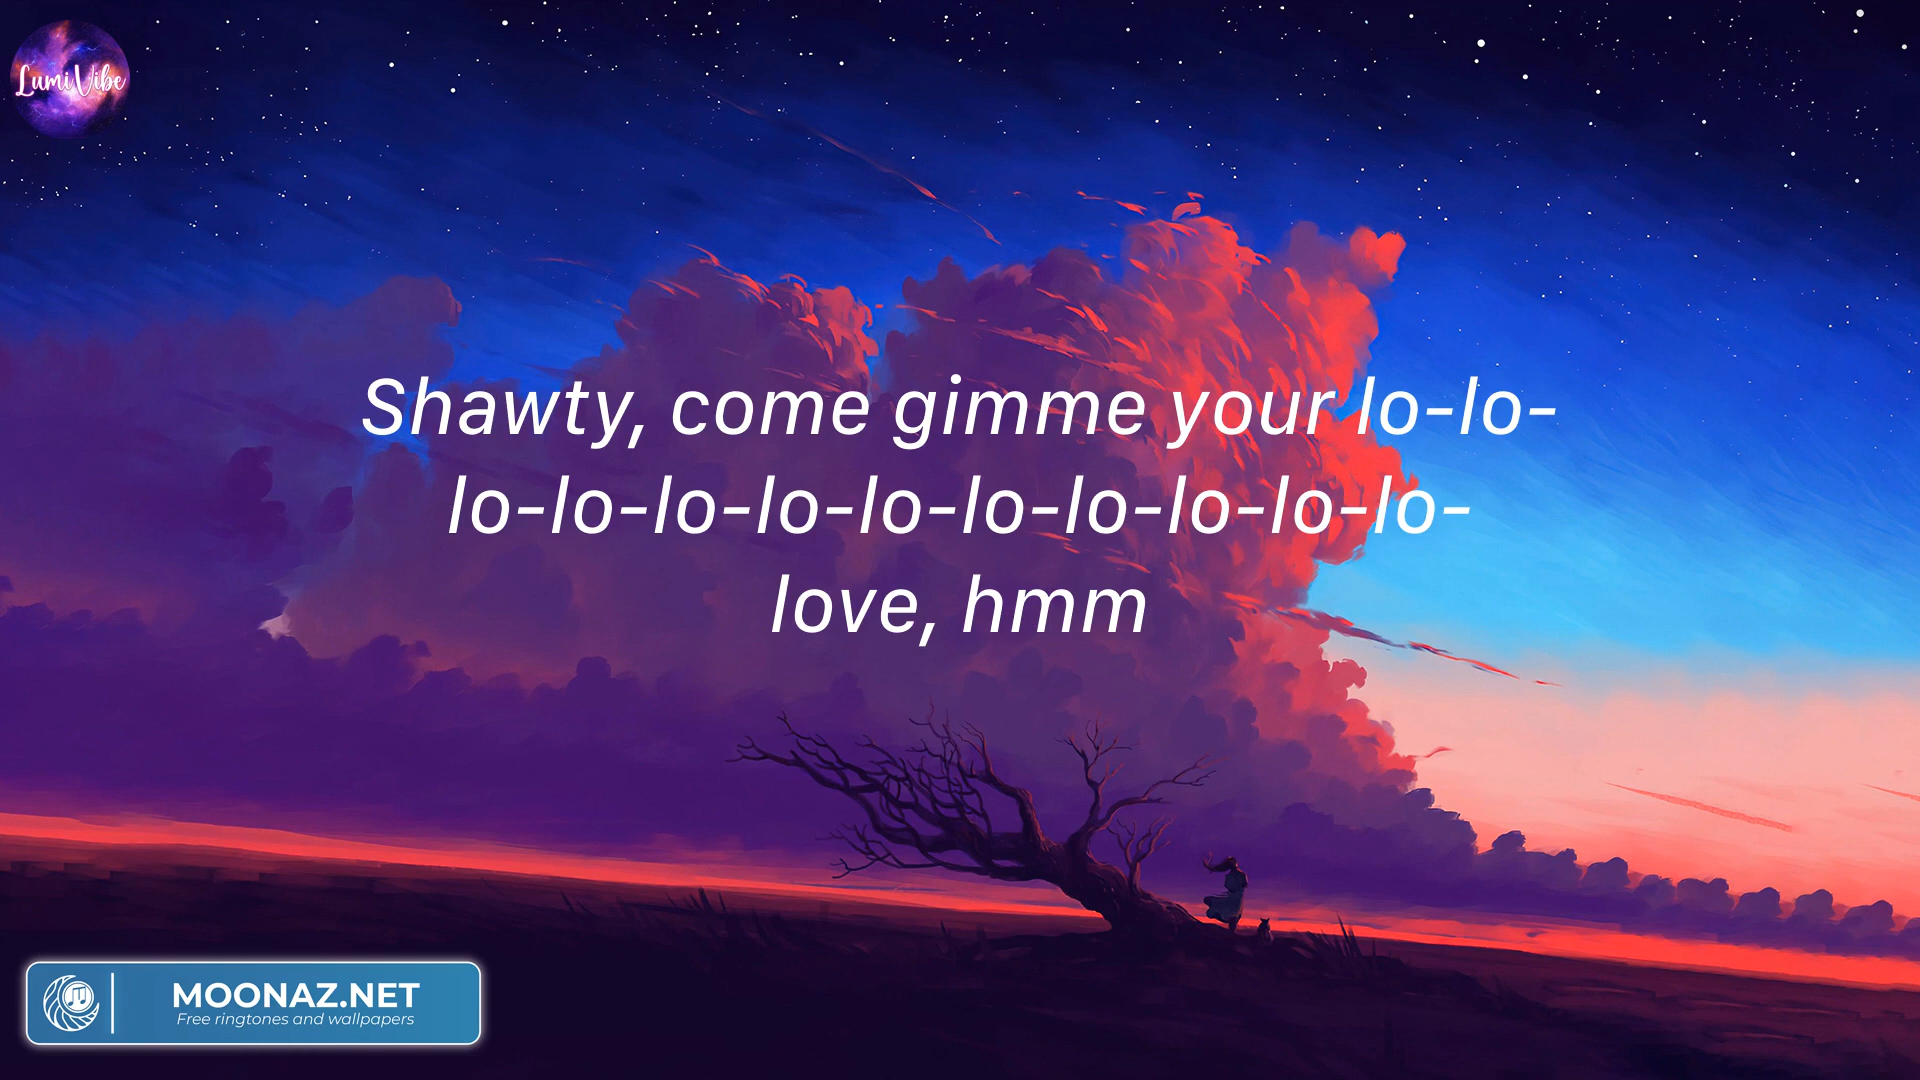 LumiVibe
Shawty, come gimme your lo-lo-
lo-lo-lo-lo-lo-lo-lo-lo-lo-lo-
love, hmm
MOONAZ.NET
Free ringtones and wallpapers